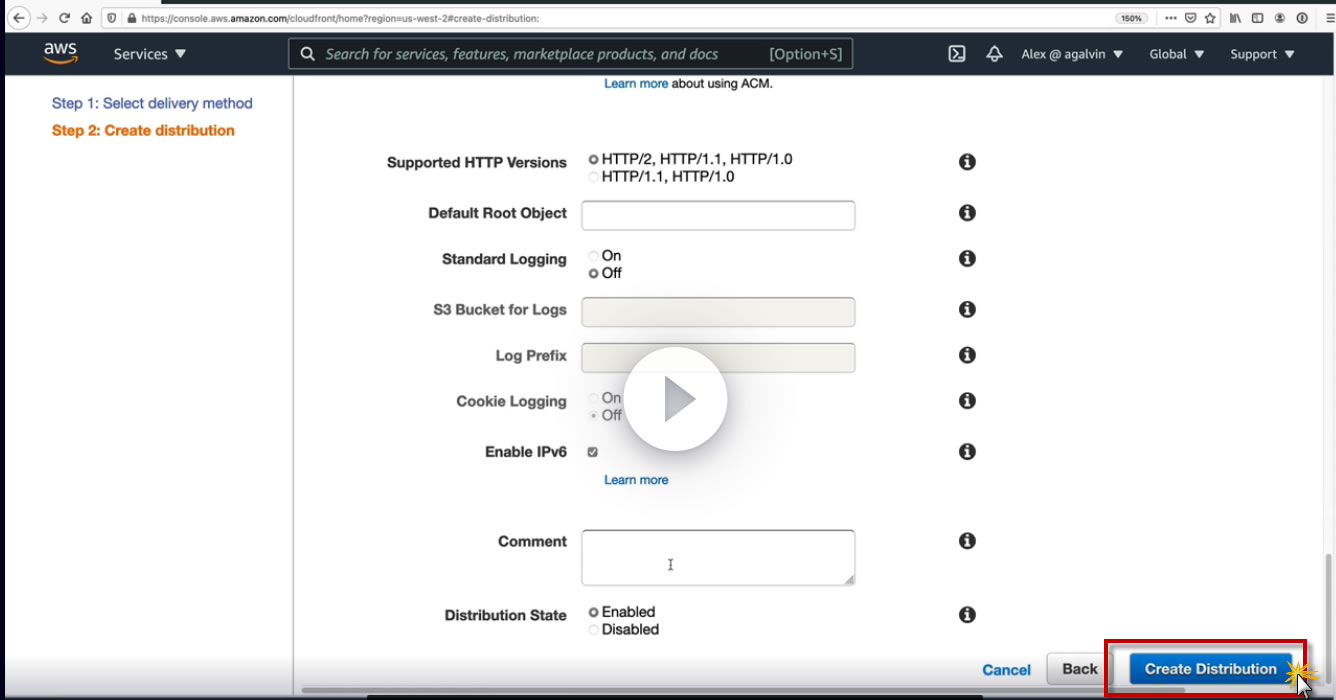 https://console.aws.amazon.com/cloudfront/home?region=us-west-2#create-distribution:
150%
aws
Services
Search for services, features, marketplace products, and docs
[Option+S]
Alex @ agalvin
Global
Support
Learn more about using ACM.
Step 1: Select delivery method
Step 2: Create distribution
Supported HTTP Versions
HTTP/2, HTTP/1.1, HTTP/1.0
HTTP/1.1, HTTP/1.0
Default Root Object
Standard Logging
On
Off
S3 Bucket for Logs
Log Prefix
Cookie Logging
On
Off
Enable IPv6
Learn more
Comment
Distribution State
Enabled
Disabled
Cancel
Back
Create Distribution